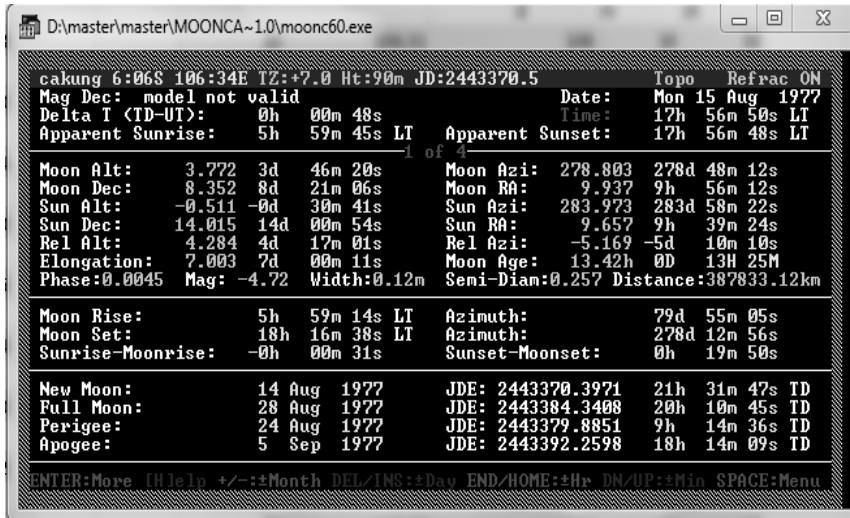 D:\master\master\MOONCA~1.0\moonc60.exe
cakung 6:06S 106:34E TZ:+7.0 Ht:90m JD:2443370.5 Topo Refrac ON
Mag Dec: model not valid Date: Mon 15 Aug 1977
Delta T (TD-UT): 0h 00m 48s Time: 17h 56m 50s LT
Apparent Sunrise: 5h 59m 45s LT Apparent Sunset: 17h 56m 48s LT
1 of 4
Moon Alt: 3.772 3d 46m 20s Moon Azi: 278.803 278d 48m 12s
Moon Dec: 8.352 8d 21m 06s Moon RA: 9.937 9h 56m 12s
Sun Alt: -0.511 -0d 30m 41s Sun Azi: 283.973 283d 58m 22s
Sun Dec: 14.015 14d 00m 54s Sun RA: 9.657 9h 39m 24s
Rel Alt: 4.284 4d 17m 01s Rel Azi: -5.169 -5d 10m 10s
Elongation: 7.003 7d 00m 11s Moon Age: 13.42h 0D 13H 25M
Phase:0.0045 Mag: -4.72 Width:0.12m Semi-Diam:0.257 Distance:387833.12km
Moon Rise: 5h 59m 14s LT Azimuth: 79d 55m 05s
Moon Set: 18h 16m 38s LT Azimuth: 278d 12m 56s
Sunrise-Moonrise: -0h 00m 31s Sunset-Moonset: 0h 19m 50s
New Moon: 14 Aug 1977 JDE: 2443370.3971 21h 31m 47s TD
Full Moon: 28 Aug 1977 JDE: 2443384.3408 20h 10m 45s TD
Perigee: 24 Aug 1977 JDE: 2443379.8851 9h 14m 36s TD
Apogee: 5 Sep 1977 JDE: 2443392.2598 18h 14m 09s TD
ENTER:More [H]elp +/-:±Month DEL/INS:±Day END/HOME:±Hr DN/UP:±Min SPACE:Menu